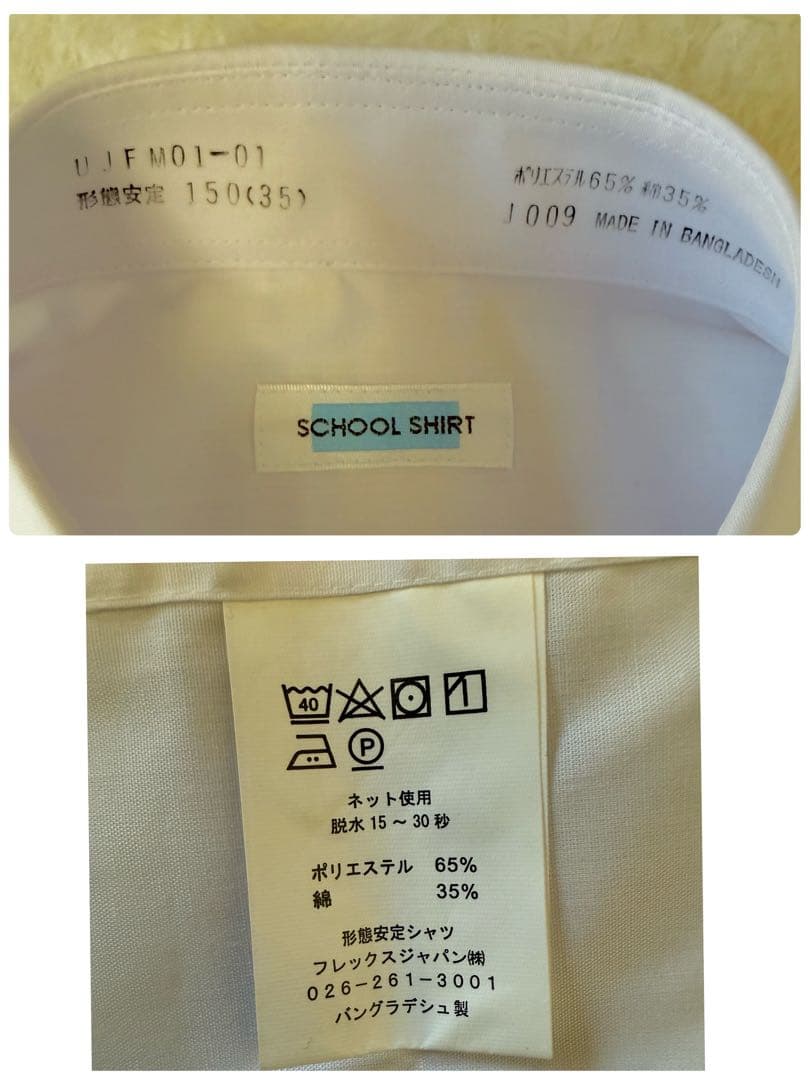 UJFM01-01
形態安定 150(35)
ポリエステル65% 綿35%
J009 MADE IN BANGLADESH
SCHOOL SHIRT
40
P
ネット使用
脱水15～30秒
ポリエステル 65%
綿 35%
形態安定シャツ
フレックスジャパン㈱
026-261-3001
バングラデシュ製